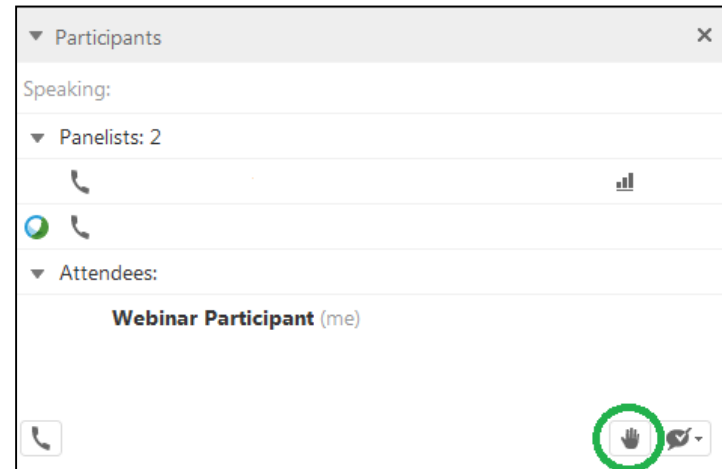 Participants
Speaking:
Panelists: 2
Attendees:
Webinar Participant (me)